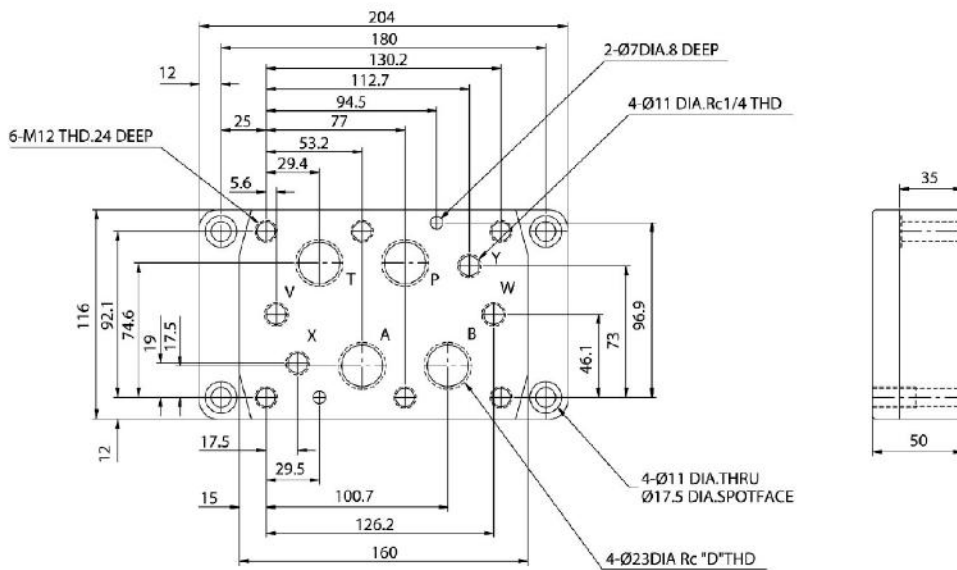 204
180
12
130.2
2-Ø7DIA.8 DEEP
112.7
94.5
4-Ø11 DIA.Rc1/4 THD
25
77
6-M12 THD.24 DEEP
53.2
29.4
35
5.6
T
P
Y
V
W
X
A
B
116
92.1
74.6
19
17.5
46.1
73
96.9
12
17.5
29.5
50
4-Ø11 DIA.THRU
Ø17.5 DIA.SPOTFACE
15
100.7
126.2
160
4-Ø23DIA Rc "D"THD